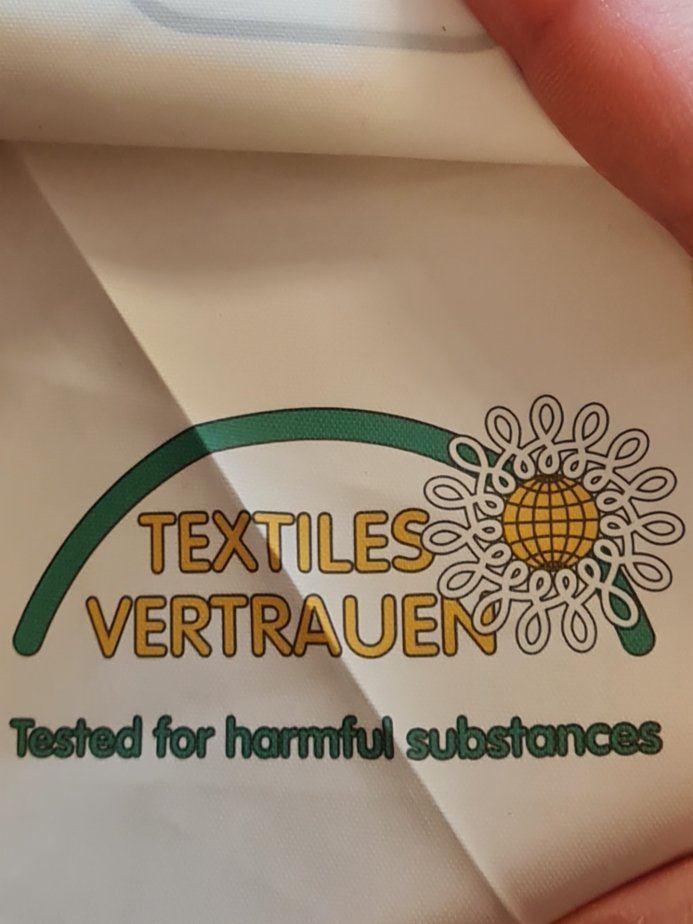 TEXTILES
VERTRAUEN
Tested for harmful substances